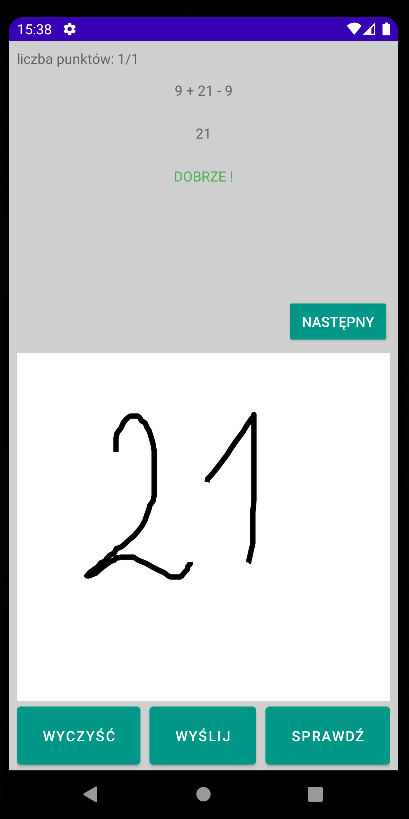 15:38
liczba punktów: 1/1
9 + 21 - 9
21
DOBRZE !
NASTĘPNY
21
WYCZYŚĆ WYŚLIJ SPRAWDŹ